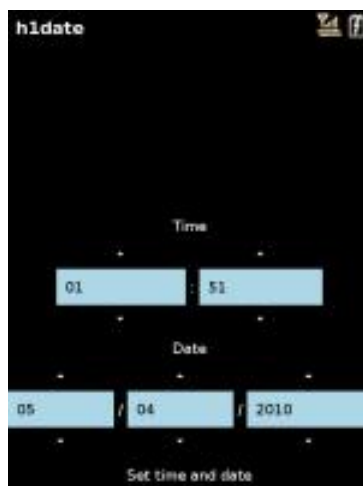 h1date
Time
01 : 51
Date
05 / 04 / 2010
Set time and date